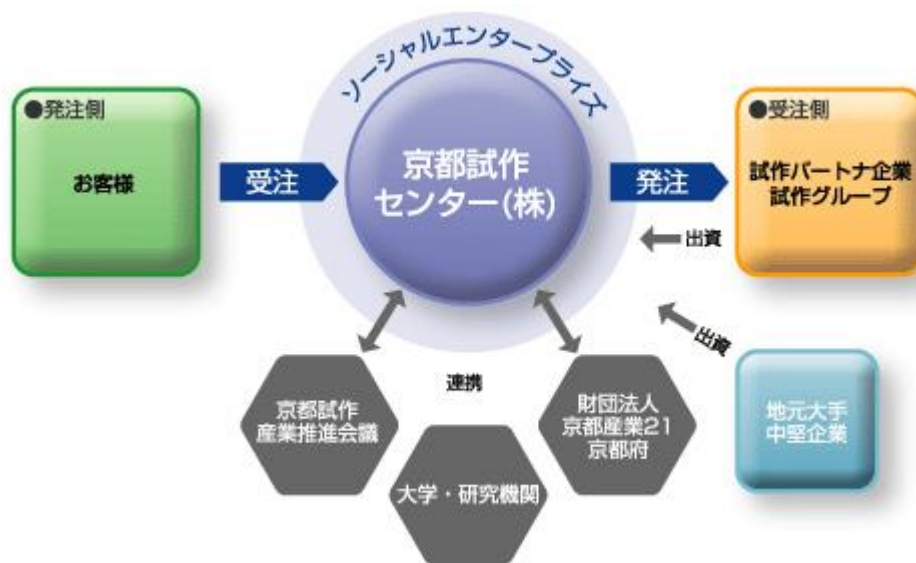 ソーシャルエンタープライズ
●発注側
お客様
受注
京都試作
センター(株)
発注
●受注側
試作パートナ企業
試作グループ
出資
出資
地元大手
中堅企業
連携
京都試作
産業推進会議
大学・研究機関
財団法人
京都産業21
京都府